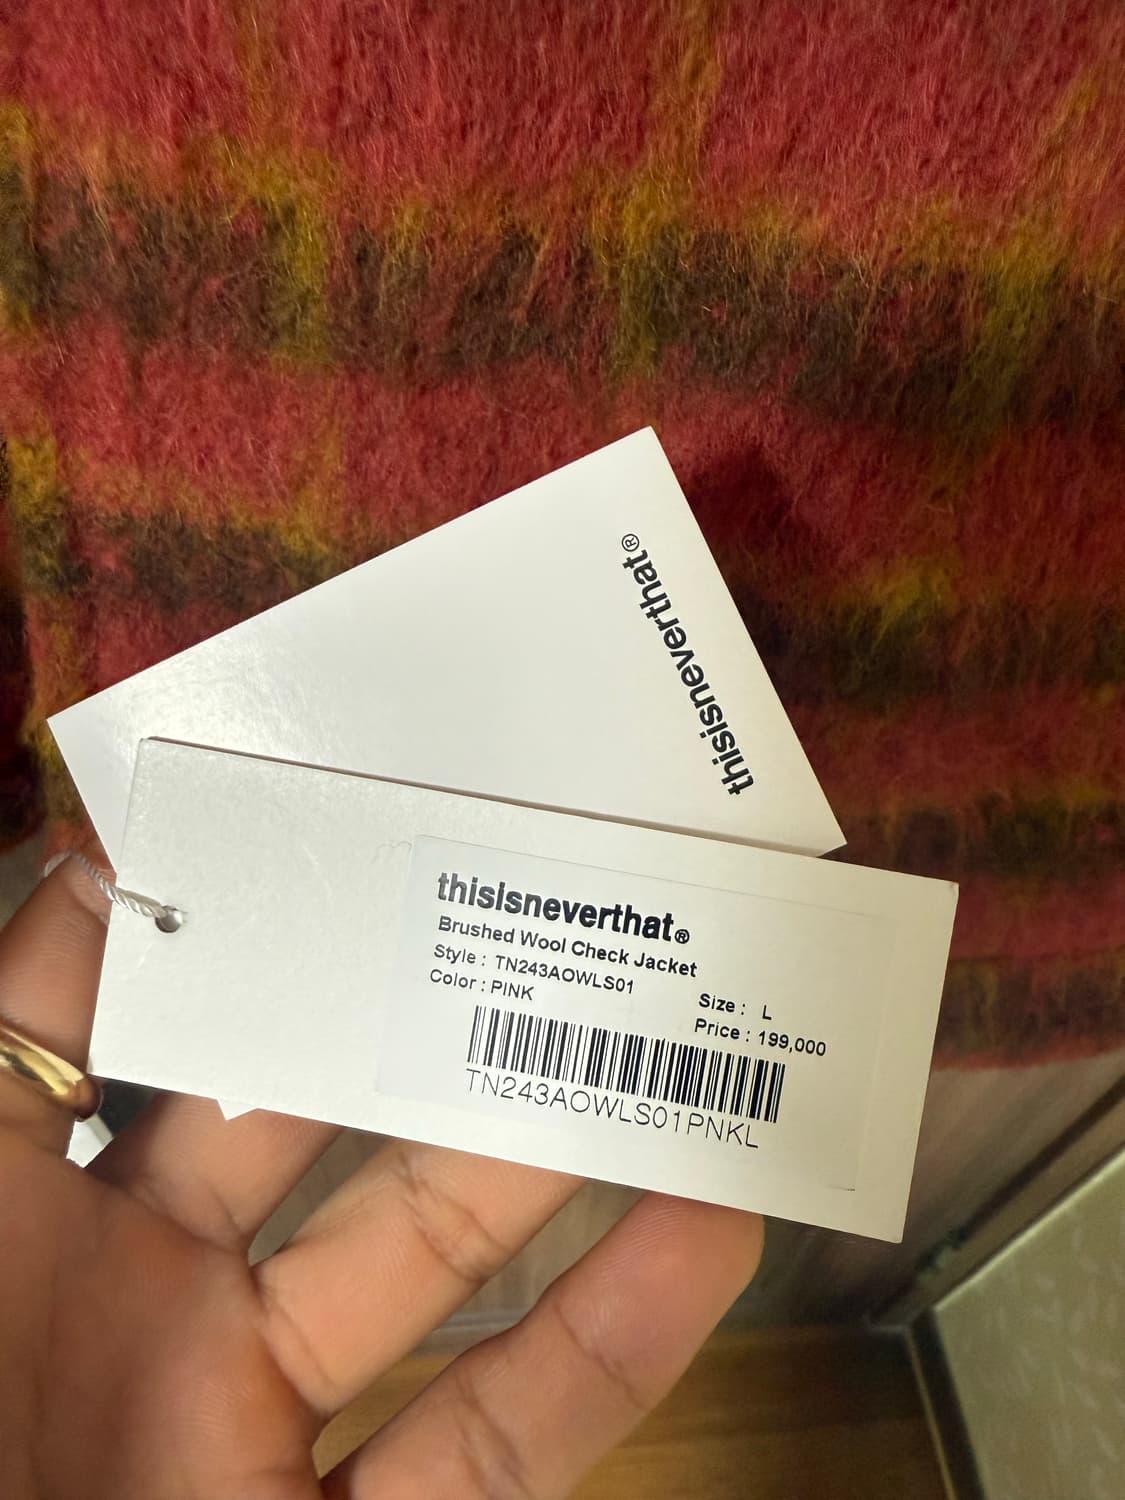 thisisneverthat®
thisisneverthat®
Brushed Wool Check Jacket
Style : TN243AOWLS01
Color : PINK
Size : L
Price : 199,000
TN243AOWLS01PNKL